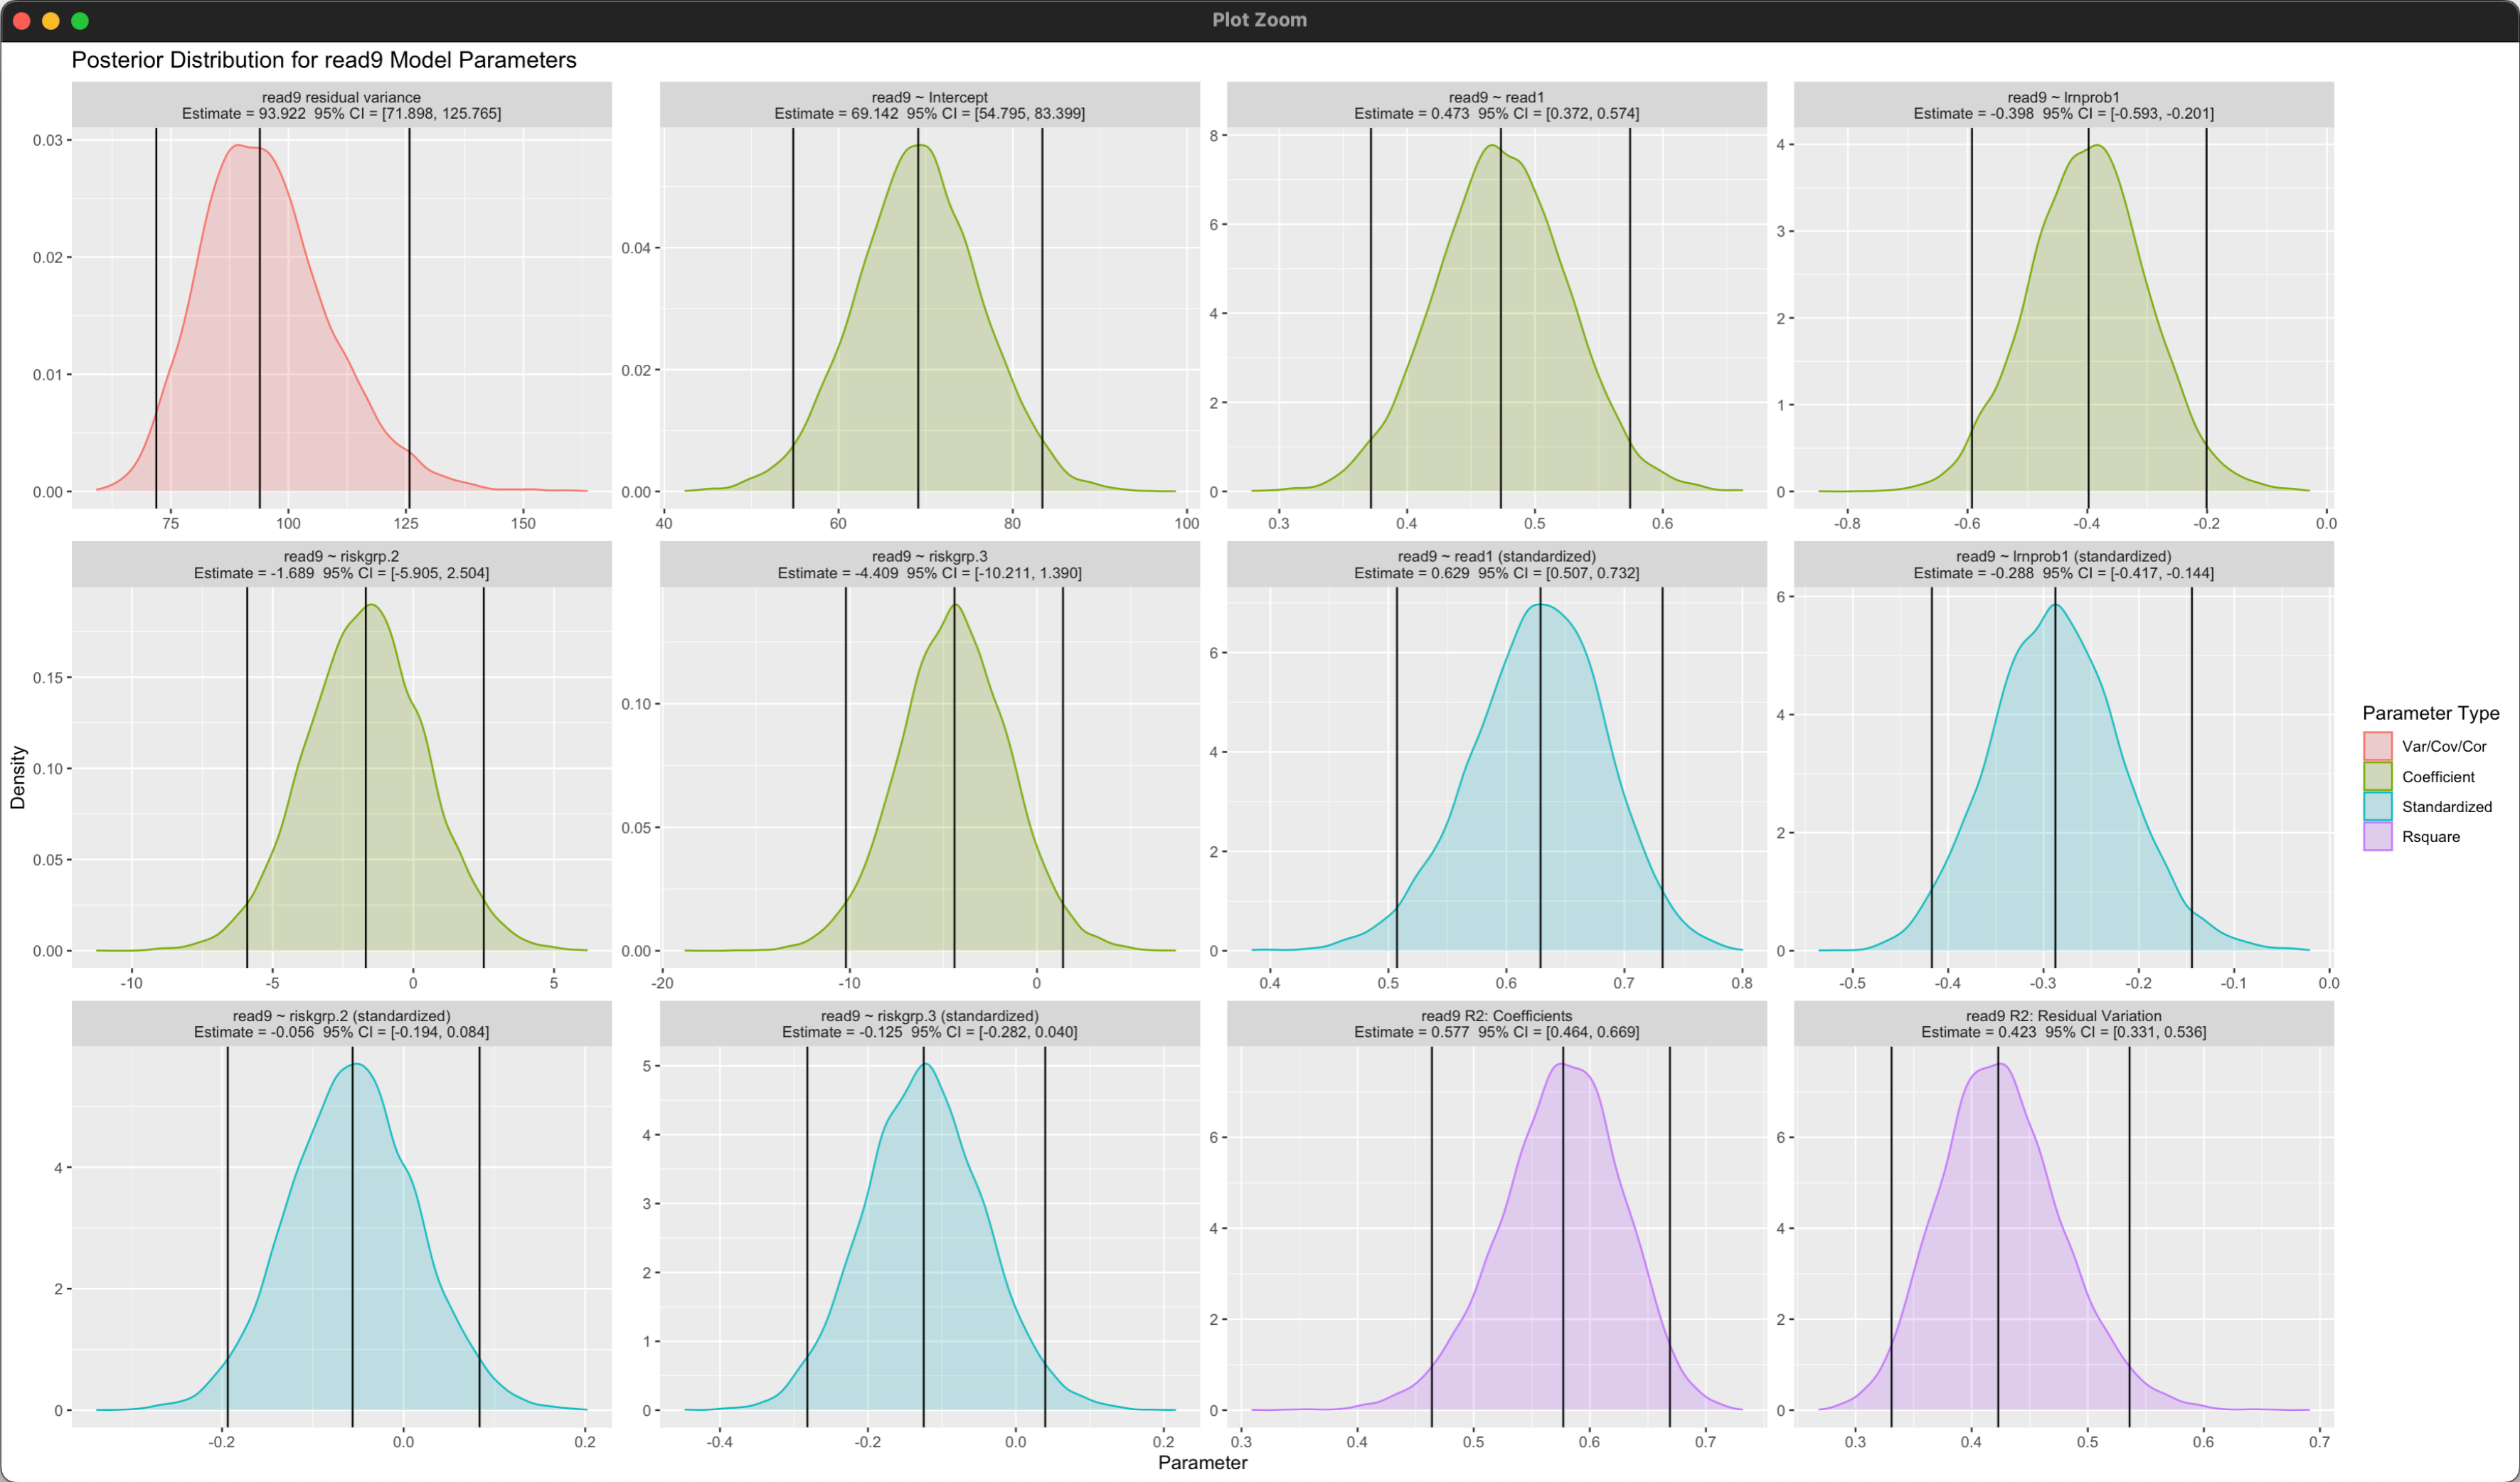 Plot Zoom
Posterior Distribution for read9 Model Parameters
read9 residual variance
Estimate = 93.922  95% CI = [71.898, 125.765]
0.03
0.02
0.01
0.00
75 100 125 150
read9 ~ Intercept
Estimate = 69.142  95% CI = [54.795, 83.399]
0.04
0.02
0.00
40 60 80 100
read9 ~ read1
Estimate = 0.473  95% CI = [0.372, 0.574]
8
6
4
2
0
0.3 0.4 0.5 0.6
read9 ~ lrnprob1
Estimate = -0.398  95% CI = [-0.593, -0.201]
4
3
2
1
0
-0.8 -0.6 -0.4 -0.2 0.0
read9 ~ riskgrp.2
Estimate = -1.689  95% CI = [-5.905, 2.504]
0.15
0.10
0.05
0.00
-10 -5 0 5
read9 ~ riskgrp.3
Estimate = -4.409  95% CI = [-10.211, 1.390]
0.10
0.05
0.00
-20 -10 0
read9 ~ read1 (standardized)
Estimate = 0.629  95% CI = [0.507, 0.732]
6
4
2
0
0.4 0.5 0.6 0.7 0.8
read9 ~ lrnprob1 (standardized)
Estimate = -0.288  95% CI = [-0.417, -0.144]
6
4
2
0
-0.5 -0.4 -0.3 -0.2 -0.1 0.0
read9 ~ riskgrp.2 (standardized)
Estimate = -0.056  95% CI = [-0.194, 0.084]
4
2
0
-0.2 0.0 0.2
read9 ~ riskgrp.3 (standardized)
Estimate = -0.125  95% CI = [-0.282, 0.040]
5
4
3
2
1
0
-0.4 -0.2 0.0 0.2
read9 R2: Coefficients
Estimate = 0.577  95% CI = [0.464, 0.669]
6
4
2
0
0.3 0.4 0.5 0.6 0.7
read9 R2: Residual Variation
Estimate = 0.423  95% CI = [0.331, 0.536]
6
4
2
0
0.3 0.4 0.5 0.6 0.7
Density
Parameter
Parameter Type
Var/Cov/Cor
Coefficient
Standardized
Rsquare